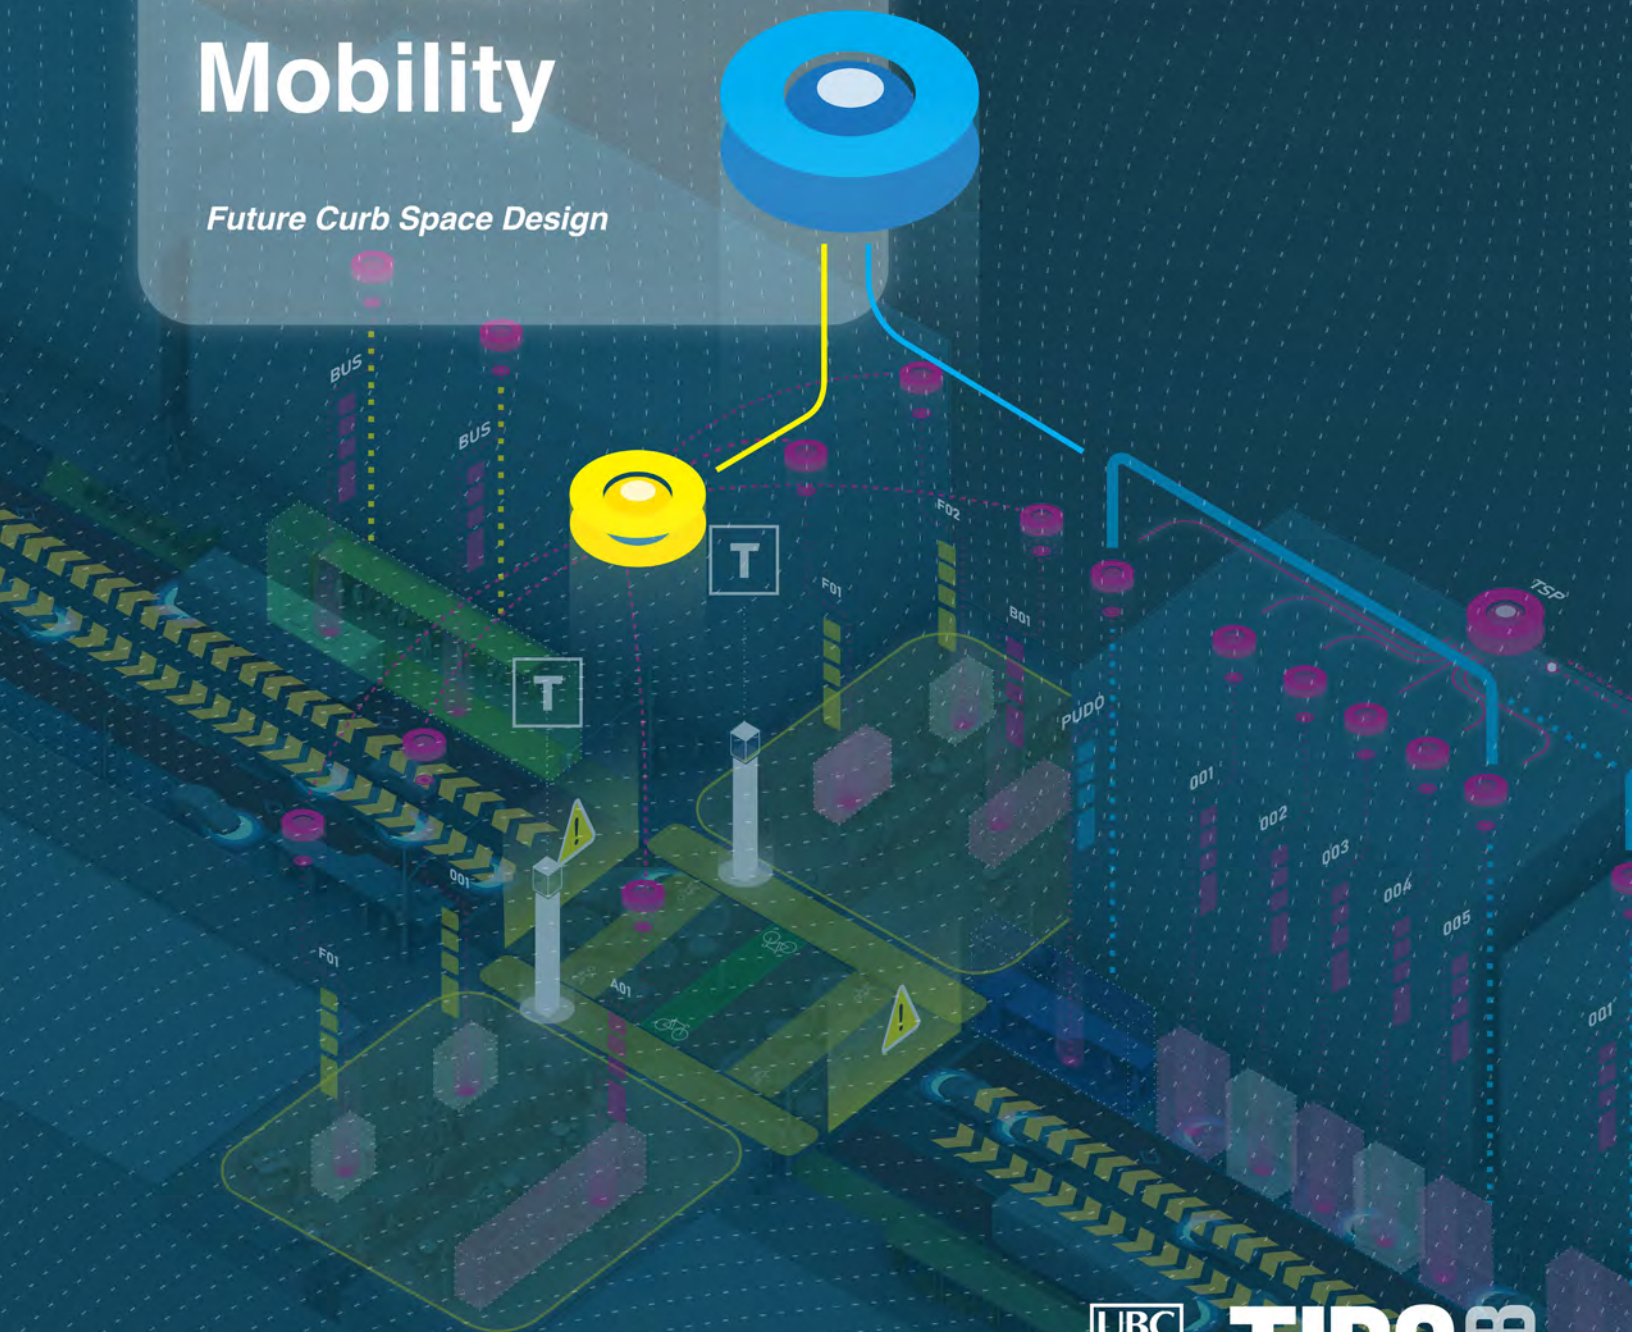 Mobility
Future Curb Space Design
BUS
BUS
F02
T
F01
TSP
B01
T
PUDO
001
002
001
003
004
F01
005
A01
001
UBC